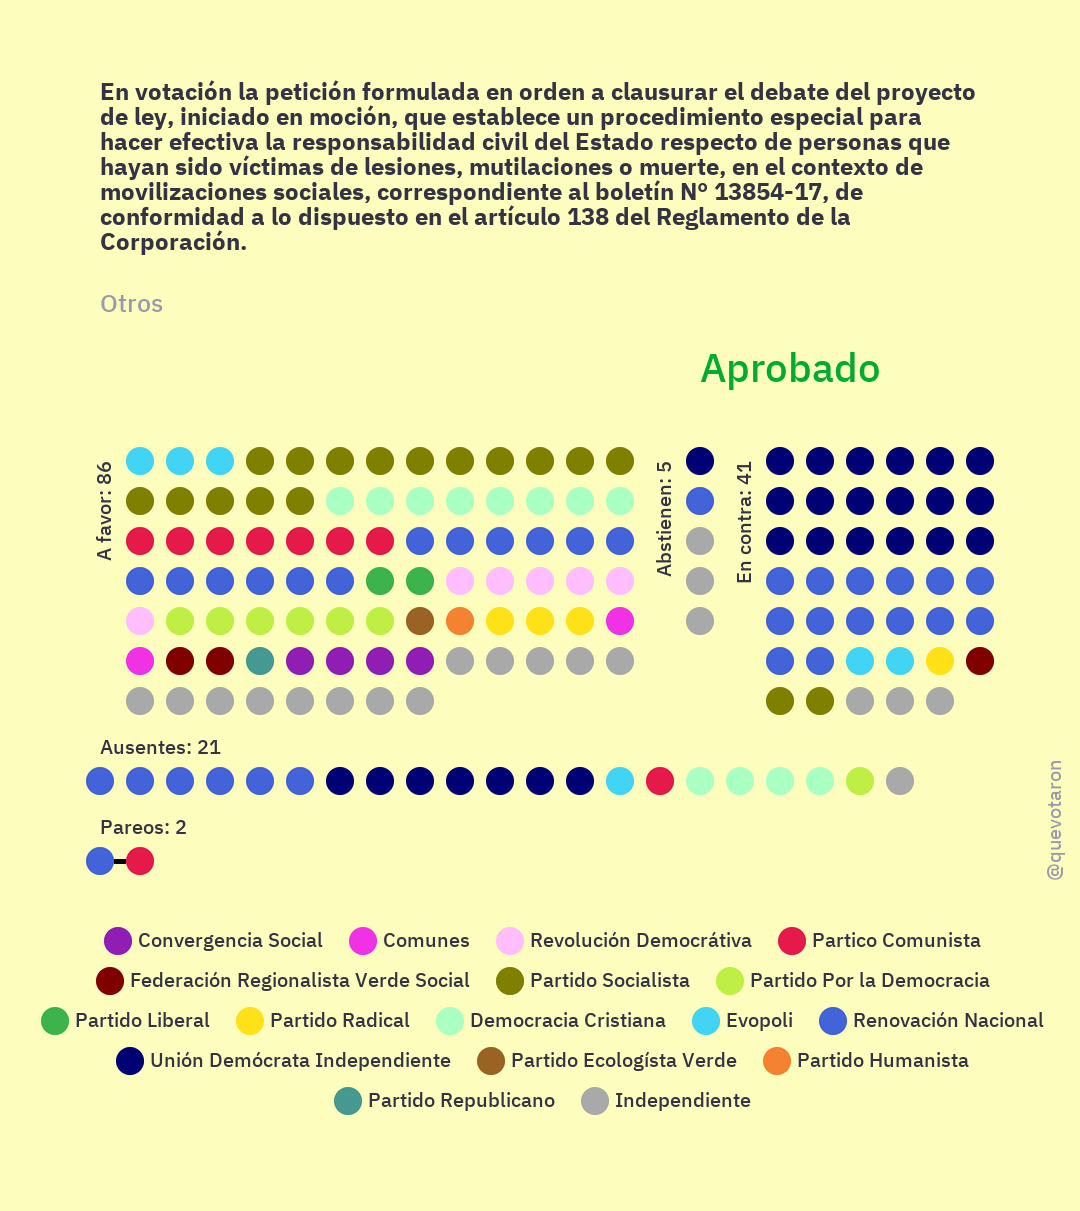 En votación la petición formulada en orden a clausurar el debate del proyecto
de ley, iniciado en moción, que establece un procedimiento especial para
hacer efectiva la responsabilidad civil del Estado respecto de personas que
hayan sido víctimas de lesiones, mutilaciones o muerte, en el contexto de
movilizaciones sociales, correspondiente al boletín N° 13854-17, de
conformidad a lo dispuesto en el artículo 138 del Reglamento de la
Corporación.
Otros
Aprobado
A favor: 86
Abstienen: 5
En contra: 41
Ausentes: 21
Pareos: 2
@quevotaron
Convergencia Social
Comunes
Revolución Demócrátiva
Partico Comunista
Federación Regionalista Verde Social
Partido Socialista
Partido Por la Democracia
Partido Liberal
Partido Radical
Democracia Cristiana
Evopoli
Renovación Nacional
Unión Demócrata Independiente
Partido Ecologísta Verde
Partido Humanista
Partido Republicano
Independiente